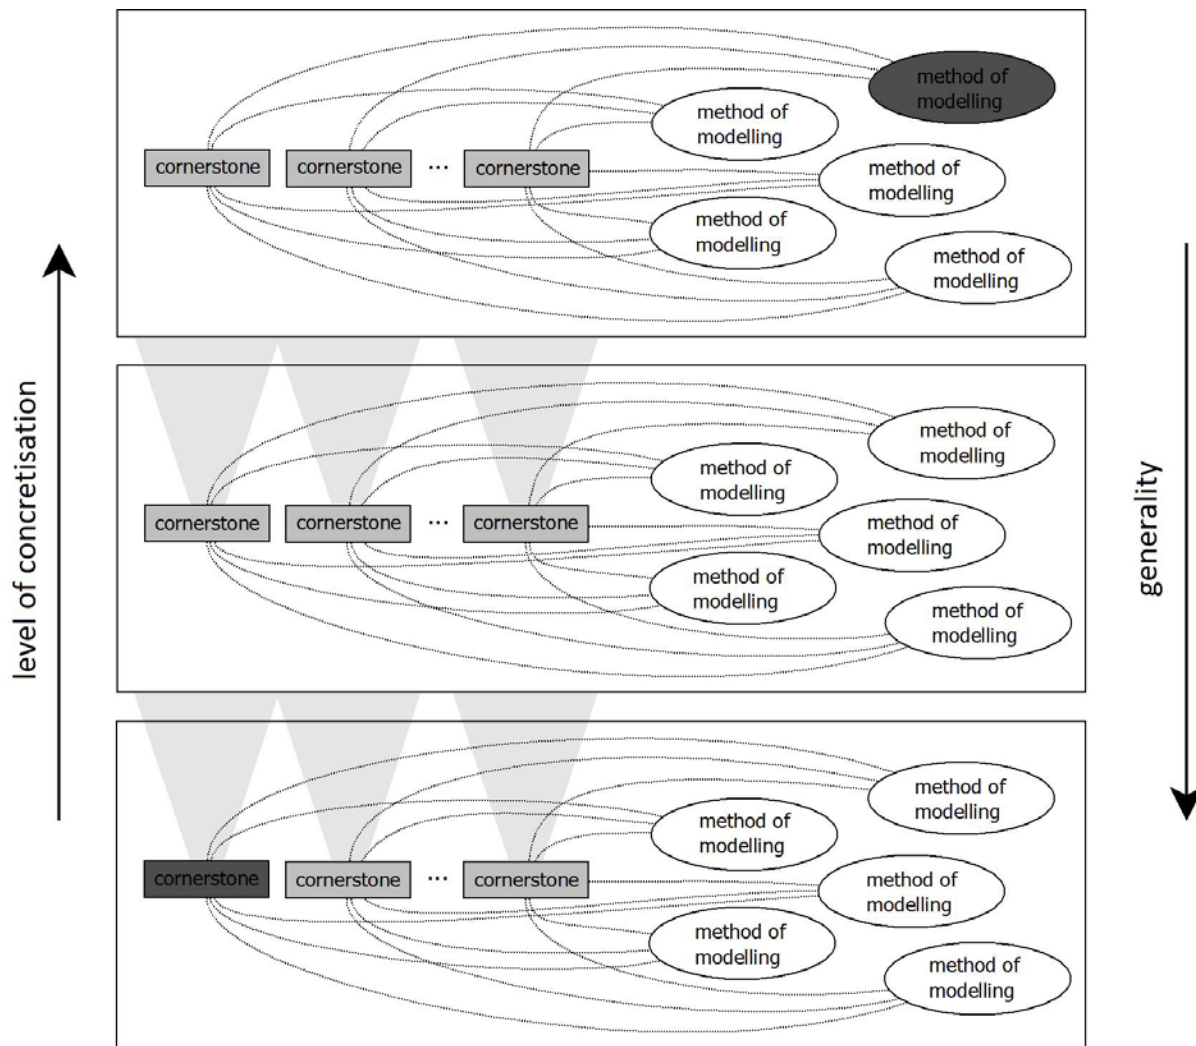 method of
modelling
method of
modelling
cornerstone
cornerstone
...
cornerstone
method of
modelling
method of
modelling
method of
modelling
level of concretisation
generality
method of
modelling
method of
modelling
cornerstone
cornerstone
...
cornerstone
method of
modelling
method of
modelling
method of
modelling
method of
modelling
method of
modelling
cornerstone
cornerstone
...
cornerstone
method of
modelling
method of
modelling
method of
modelling